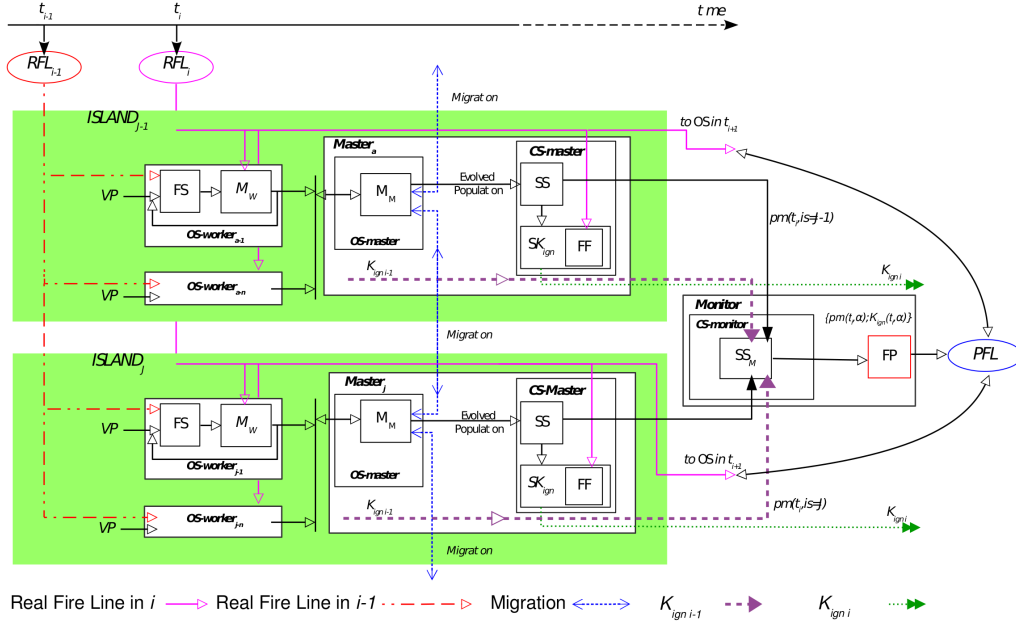 t i-1
t i
t me
RFL i-1
RFL i
Migrat on
ISLAND J-1
to OS in t i+1
Master a
CS-master
VP
FS
M W
OS-worker a-1
M M
OS-master
Evolved
Populat on
SS
SK ign
FF
pm(t i, is=J-1)
VP
OS-worker a-n
K ign i-1
K ign i
Monitor
CS-monitor
{pm(t i, α); K ign (t i, α)}
SS M
FP
PFL
Migrat on
ISLAND J
Master j
CS-Master
VP
FS
M W
OS-worker j-1
M M
OS-master
Evolved
Populat on
SS
SK ign
FF
to OS in t i+1
VP
OS-worker j-n
K ign i-1
pm(t i, is=J)
K ign i
Migrat on
Real Fire Line in i
Real Fire Line in i-1
Migration
K ign i-1
K ign i